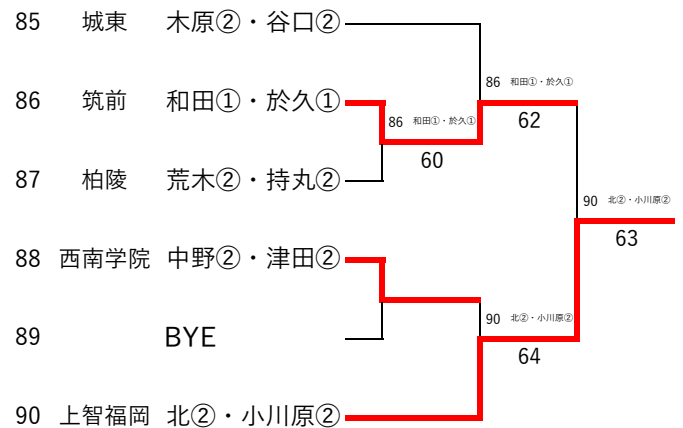 85 城東 木原②・谷口②
86 和田①・於久①
86 筑前 和田①・於久①
62
86 和田①・於久①
60
87 柏陵 荒木②・持丸②
90 北②・小川原②
63
88 西南学院 中野②・津田②
90 北②・小川原②
89 BYE
64
90 上智福岡 北②・小川原②